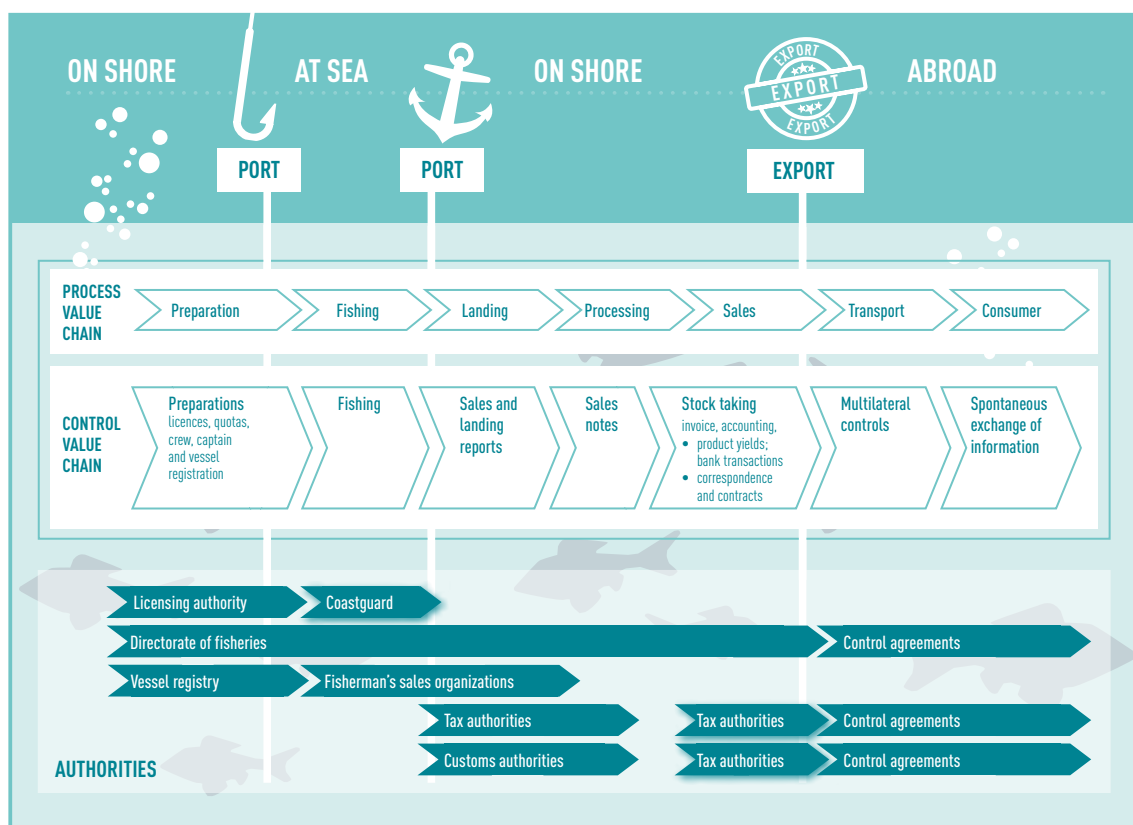 ON SHORE
AT SEA
ON SHORE
EXPORT
EXPORT
EXPORT
ABROAD
PORT
PORT
EXPORT
PROCESS
VALUE
CHAIN
Preparation
Fishing
Landing
Processing
Sales
Transport
Consumer
CONTROL
VALUE
CHAIN
Preparations
licences, quotas,
crew, captain
and vessel
registration
Fishing
Sales and
landing
reports
Sales
notes
Stock taking
invoice, accounting,
• product yields;
bank transactions
• correspondence
and contracts
Multilateral
controls
Spontaneous
exchange of
information
Licensing authority
Coastguard
Directorate of fisheries
Control agreements
Vessel registry
Fisherman's sales organizations
Tax authorities
Tax authorities
Control agreements
Customs authorities
Tax authorities
Control agreements
AUTHORITIES